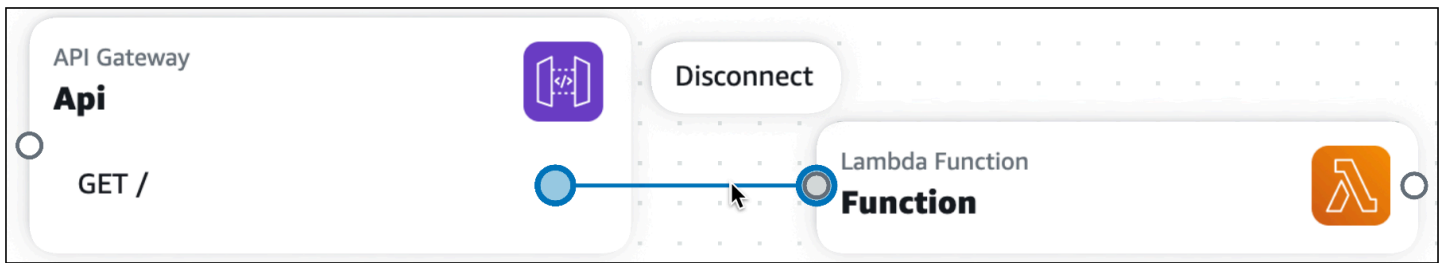 API Gateway
Api
GET /
</>
Disconnect
Lambda Function
Function